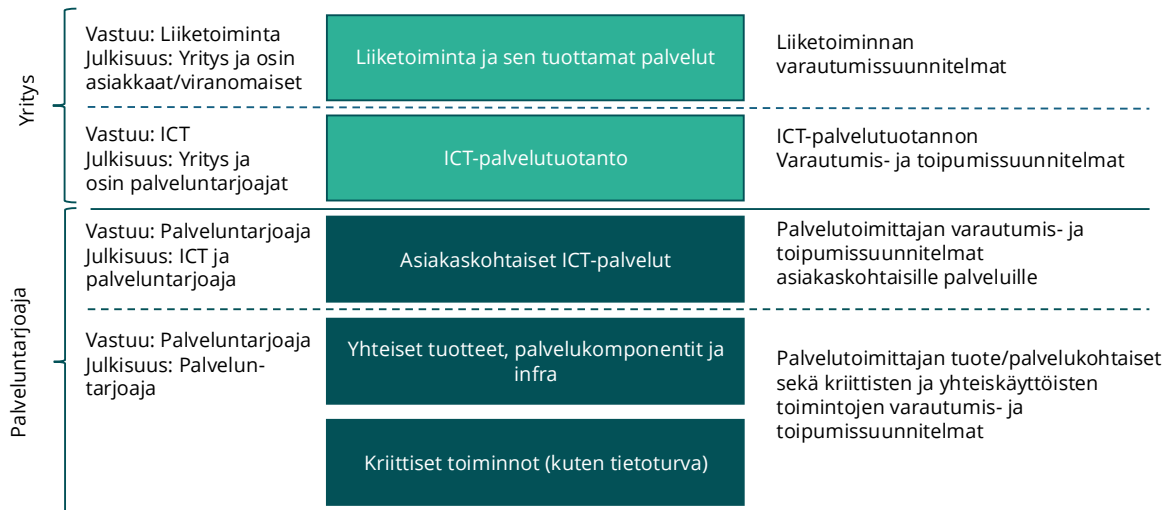 Yritys
Vastuu: Liiketoiminta
Julkisuus: Yritys ja osin
asiakkaat/viranomaiset
Liiketoiminta ja sen tuottamat palvelut
Liiketoiminnan
varautumissuunnitelmat
Vastuu: ICT
Julkisuus: Yritys ja
osin palveluntarjoajat
ICT-palvelutuotanto
ICT-palvelutuotannon
Varautumis- ja toipumissuunnitelmat
Palveluntarjoaja
Vastuu: Palveluntarjoaja
Julkisuus: ICT ja
palveluntarjoaja
Asiakaskohtaiset ICT-palvelut
Palvelutoimittajan varautumis- ja
toipumissuunnitelmat
asiakaskohtaisille palveluille
Vastuu: Palveluntarjoaja
Julkisuus: Palvelun-
tarjoaja
Yhteiset tuotteet, palvelukomponentit ja
infra
Palvelutoimittajan tuote/palvelukohtaiset
sekä kriittisten ja yhteiskäyttöisten
toimintojen varautumis- ja
toipumissuunnitelmat
Kriittiset toiminnot (kuten tietoturva)